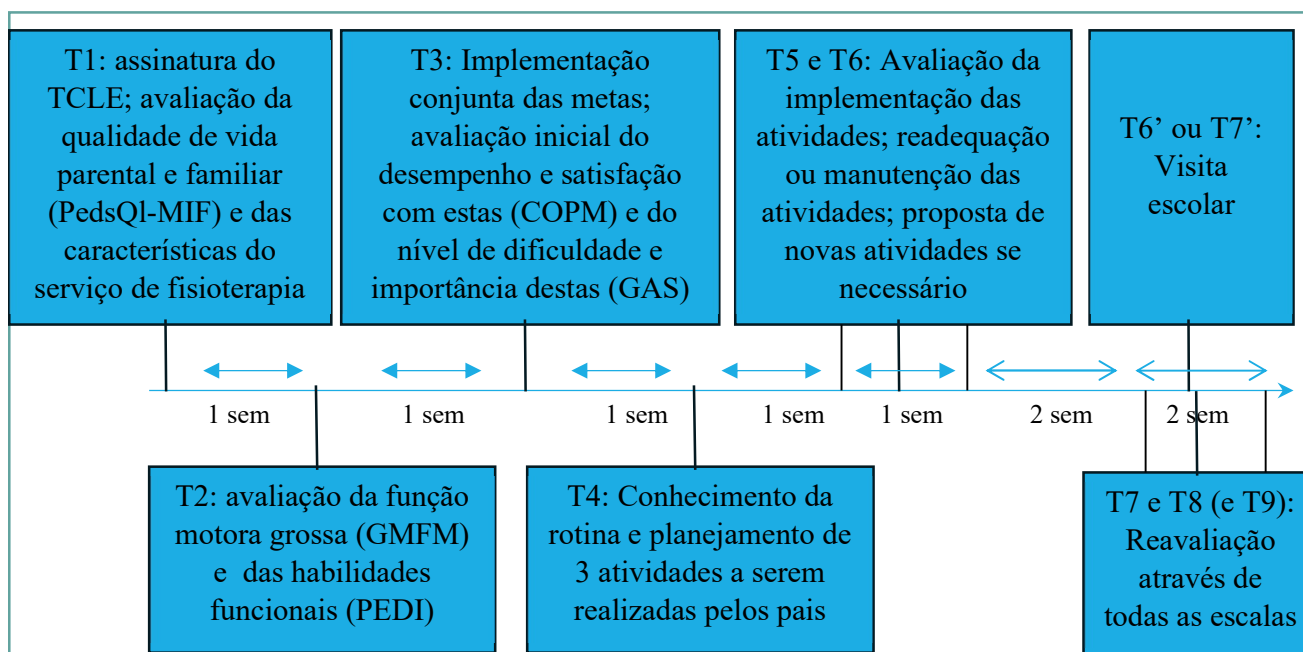 T1: assinatura do
TCLE; avaliação da
qualidade de vida
parental e familiar
(PedsQl-MIF) e das
características do
serviço de fisioterapia
T3: Implementação
conjunta das metas;
avaliação inicial do
desempenho e satisfação
com estas (COPM) e do
nível de dificuldade e
importância destas (GAS)
T5 e T6: Avaliação da
implementação das
atividades; readequação
ou manutenção das
atividades; proposta de
novas atividades se
necessário
T6’ ou T7’:
Visita
escolar
1 sem
1 sem
1 sem
1 sem
1 sem
2 sem
2 sem
T2: avaliação da função
motora grossa (GMFM)
e das habilidades
funcionais (PEDI)
T4: Conhecimento da
rotina e planejamento de
3 atividades a serem
realizadas pelos pais
T7 e T8 (e T9):
Reavaliação
através de
todas as escalas